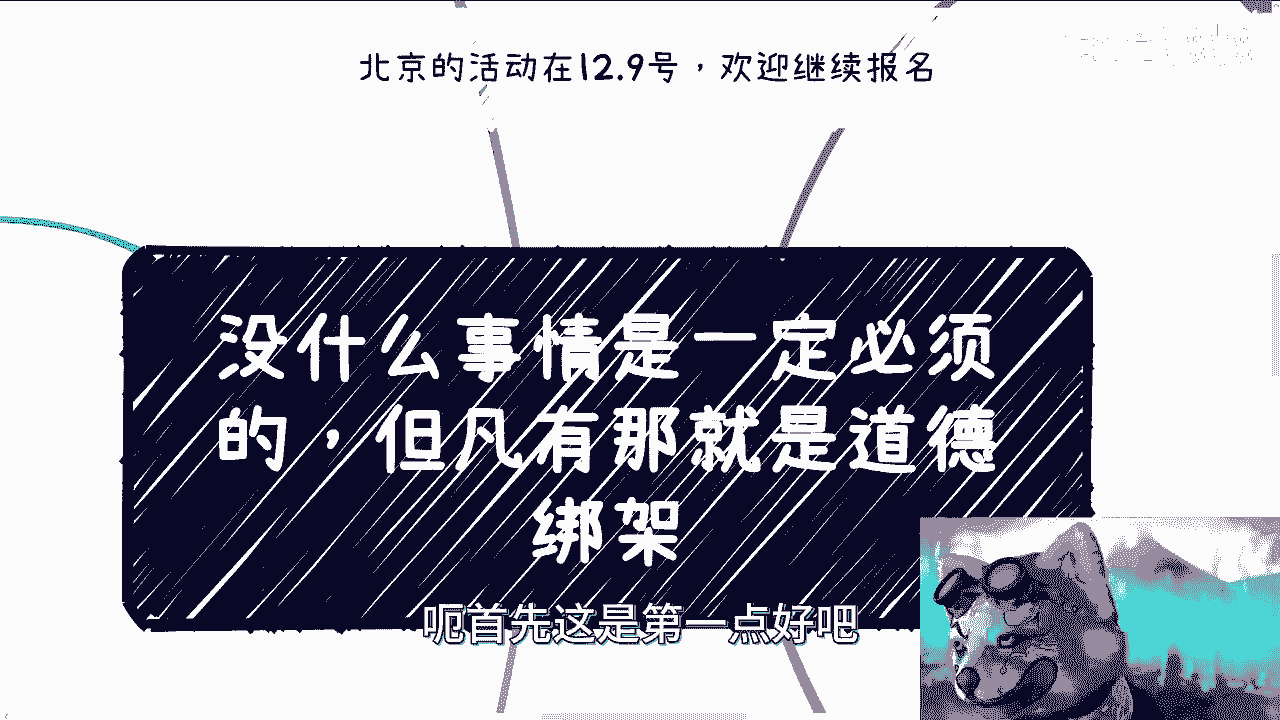 北京的活动在12.9号，欢迎继续报名
没什么事情是一定必须
的，但凡有那就是道德
绑架
呃首先这是第一点好吧